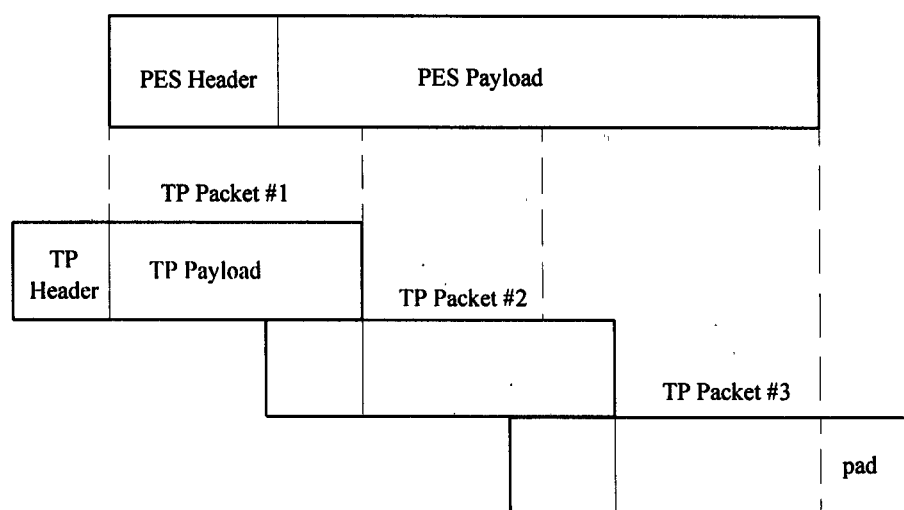 PES Header
PES Payload
TP Packet #1
TP
Header
TP Payload
TP Packet #2
TP Packet #3
pad